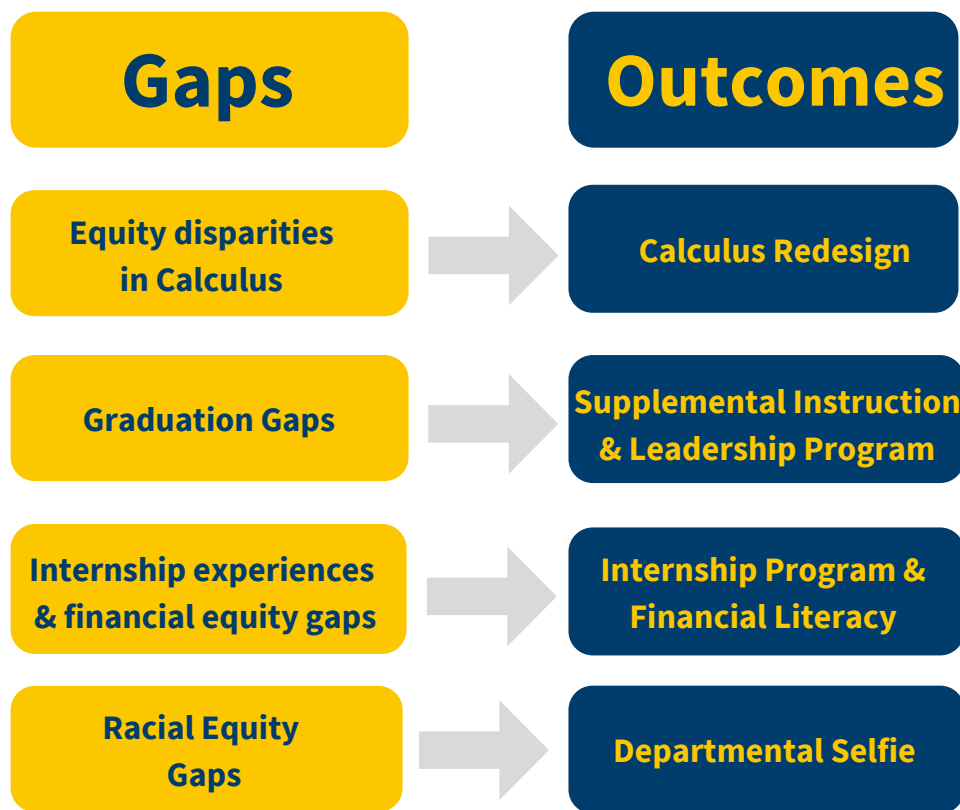 Gaps
Outcomes
Equity disparities
in Calculus
Calculus Redesign
Graduation Gaps
Supplemental Instruction
& Leadership Program
Internship experiences
& financial equity gaps
Internship Program &
Financial Literacy
Racial Equity
Gaps
Departmental Selfie